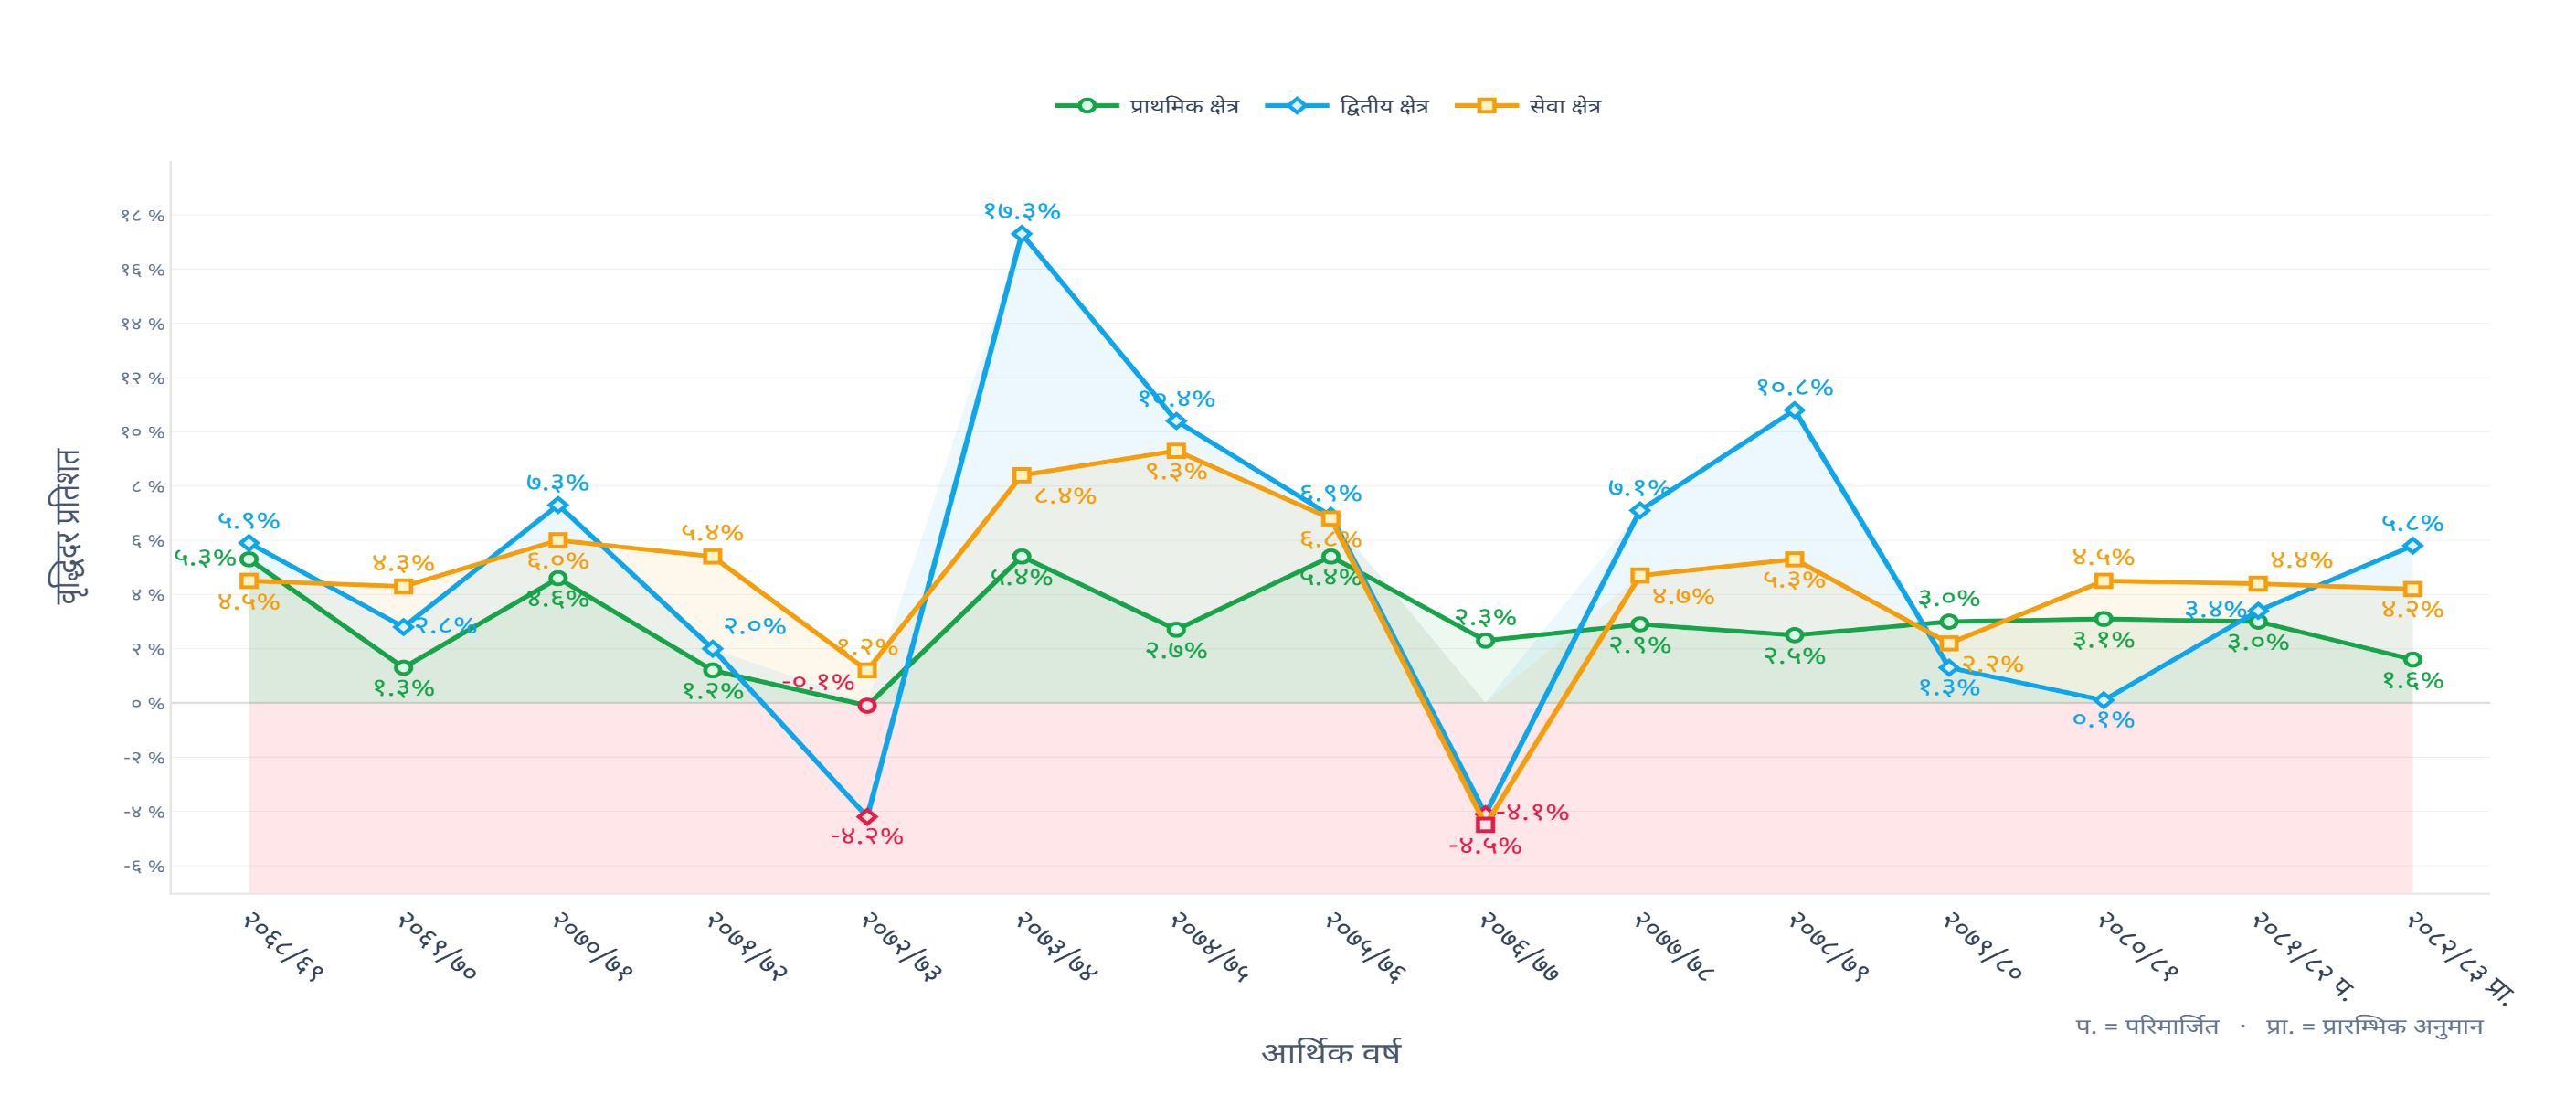 प्राथमिक क्षेत्र द्वितीय क्षेत्र सेवा क्षेत्र
वृद्धिदर प्रतिशत
१८ %
१६ %
१४ %
१२ %
१० %
८ %
६ %
४ %
२ %
० %
-२ %
-४ %
-६ %
५.९% २.८% ७.३% २.०% -४.२% १७.३% १०.४% ६.९% -४.१% ७.१% १०.८% १.३% ०.१% ३.४% ५.८%
४.५% ४.३% ६.०% ५.४% १.२% ८.४% ९.३% ६.८% -४.५% ४.७% ५.३% २.२% ४.५% ४.४% ४.२%
५.३% १.३% ४.६% १.२% -०.१% ५.४% २.७% ५.४% २.३% २.९% २.५% ३.०% ३.१% ३.०% १.६%
२०६८/६९ २०६९/७० २०७०/७१ २०७१/७२ २०७२/७३ २०७३/७४ २०७४/७५ २०७५/७६ २०७६/७७ २०७७/७८ २०७८/७९ २०७९/८० २०८०/८१ २०८१/८२ प. २०८२/८३ प्रा.
प. = परिमार्जित · प्रा. = प्रारम्भिक अनुमान
आर्थिक वर्ष